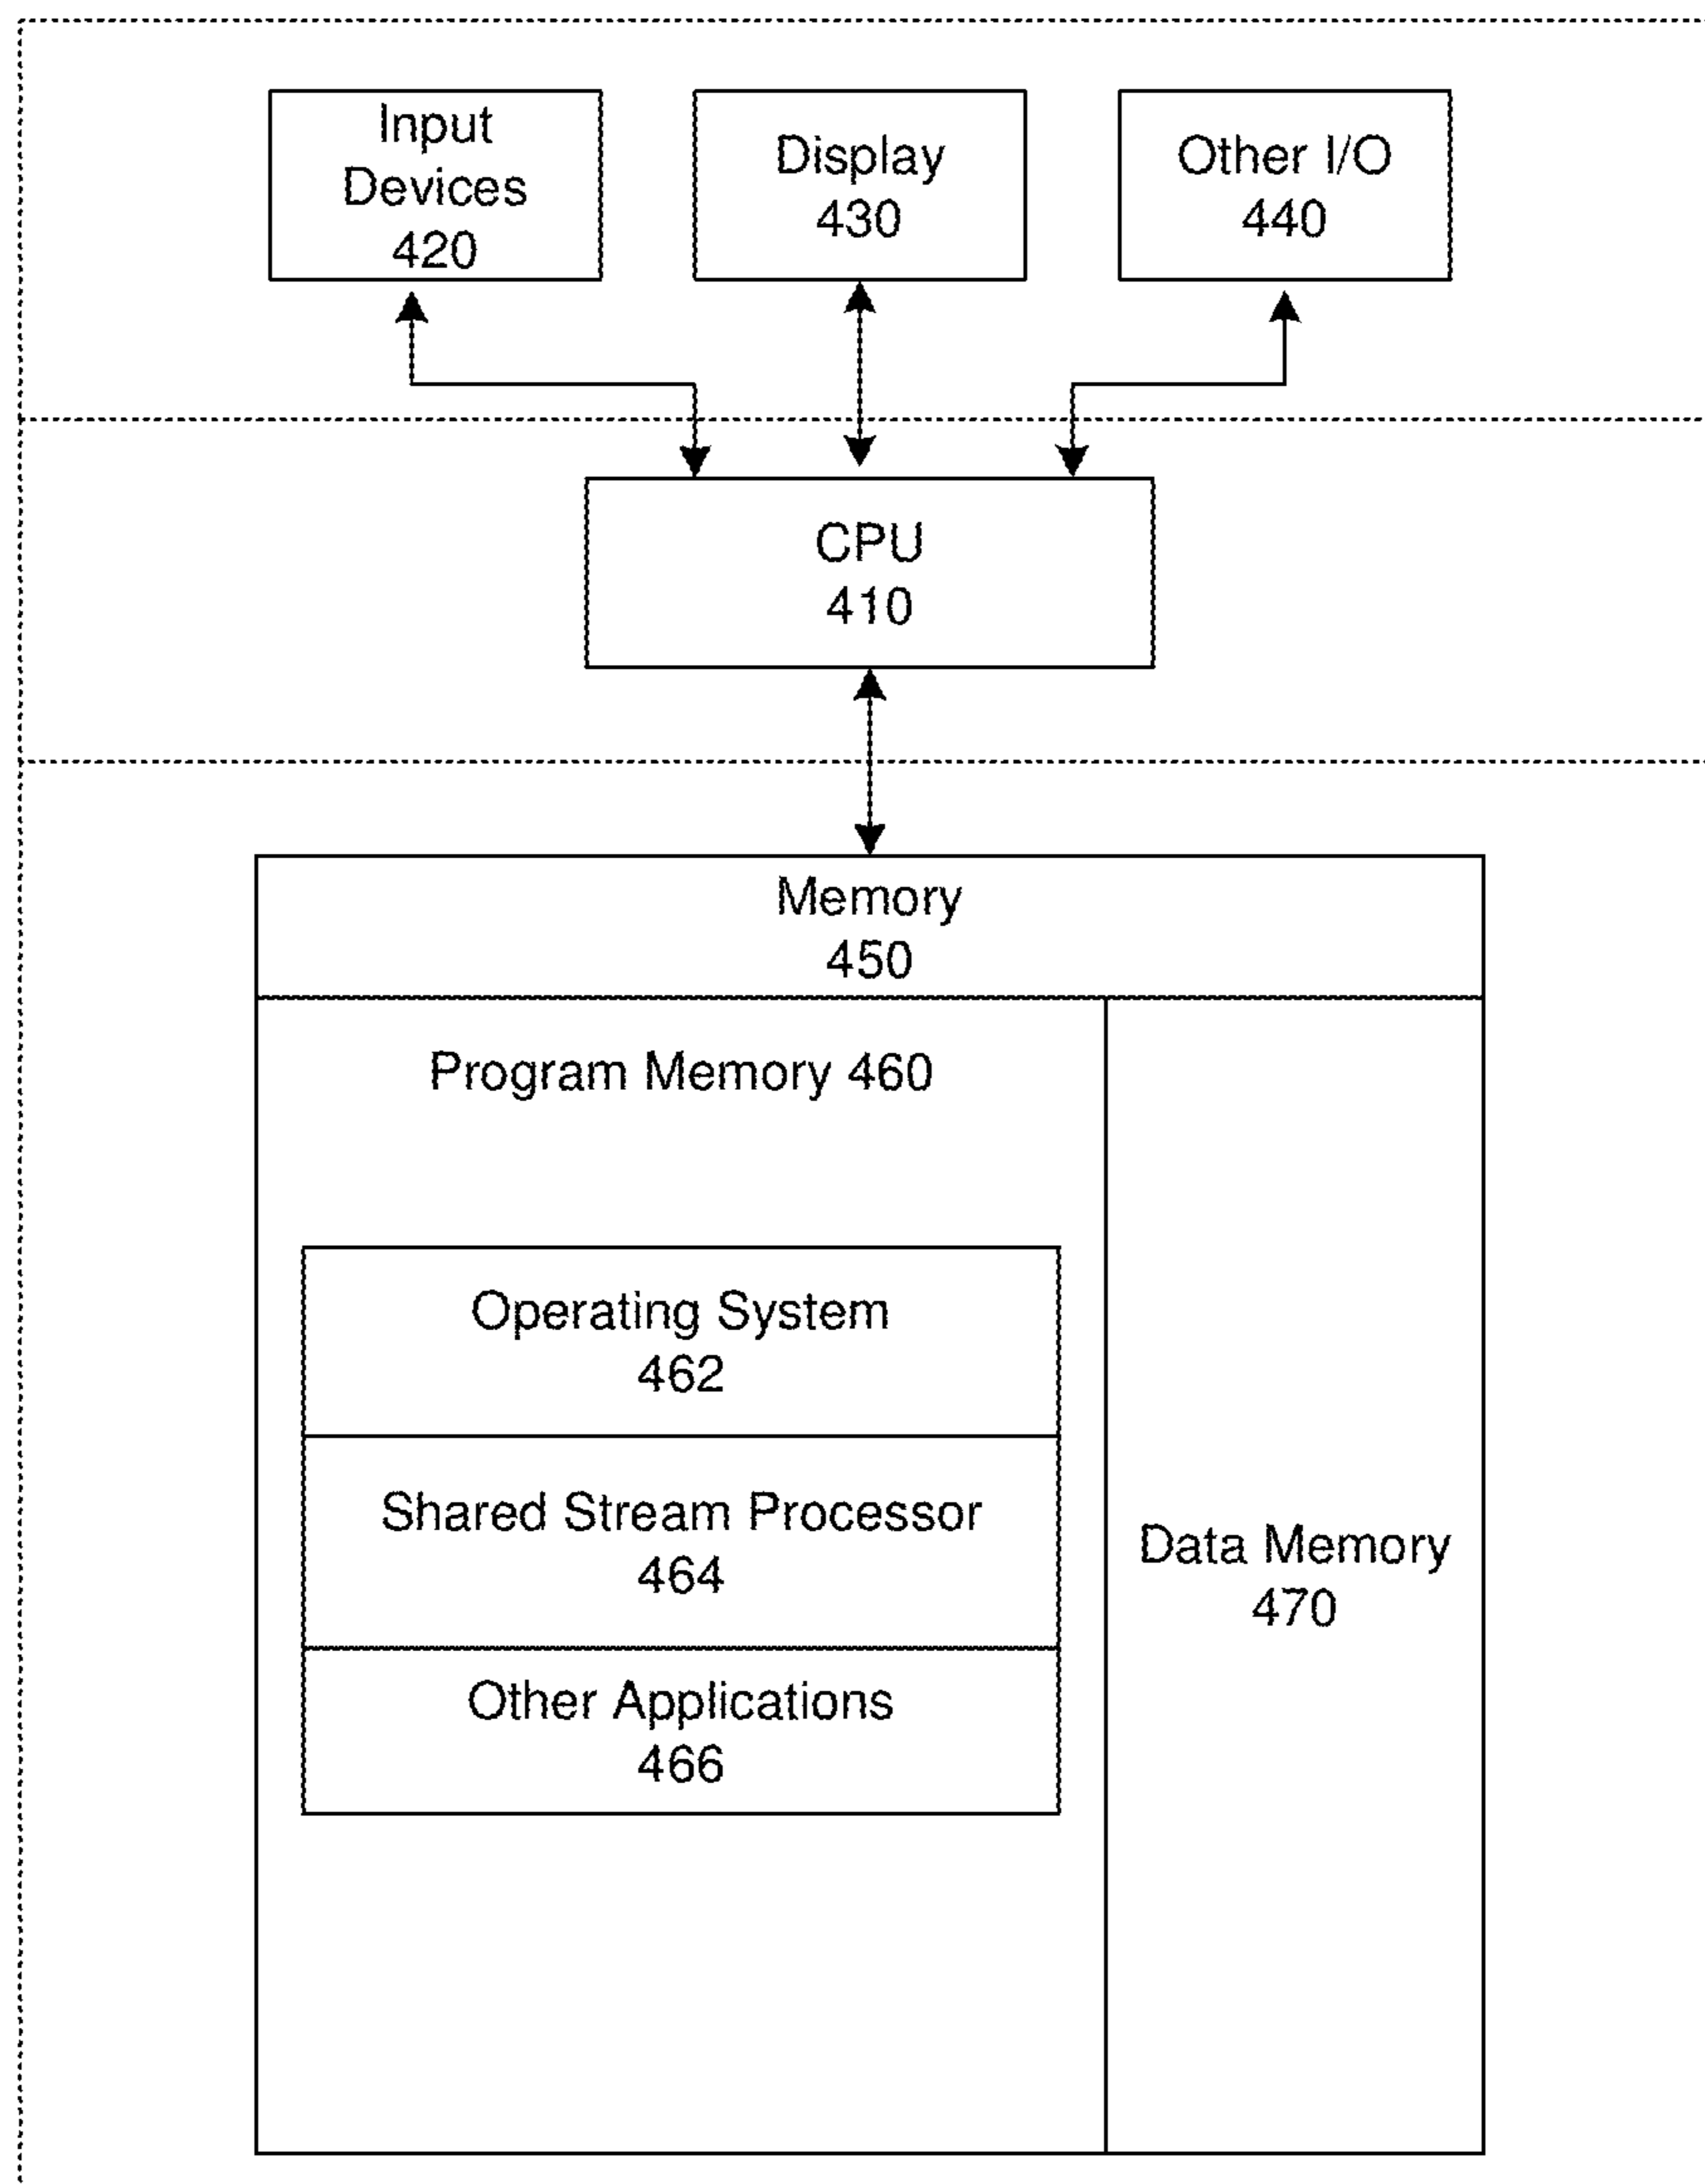 Input
Devices
420
Display
430
Other I/O
440
CPU
410
Memory
450
Program Memory 460
Operating System
462
Shared Stream Processor
464
Other Applications
466
Data Memory
470